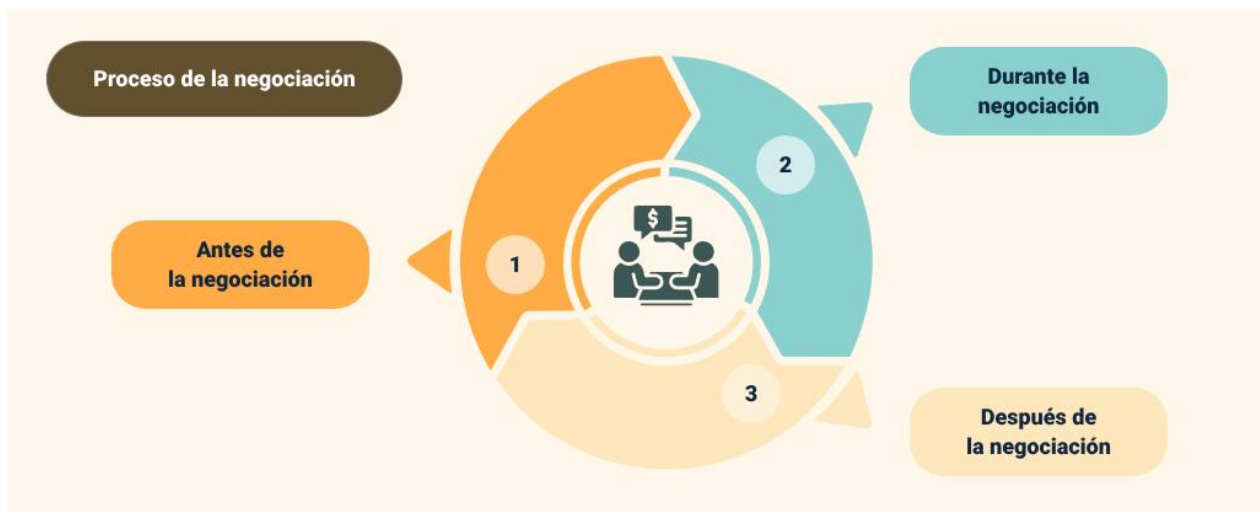 Proceso de la negociación
Antes de
la negociación
1
$
2
Durante la
negociación
3
Después de
la negociación